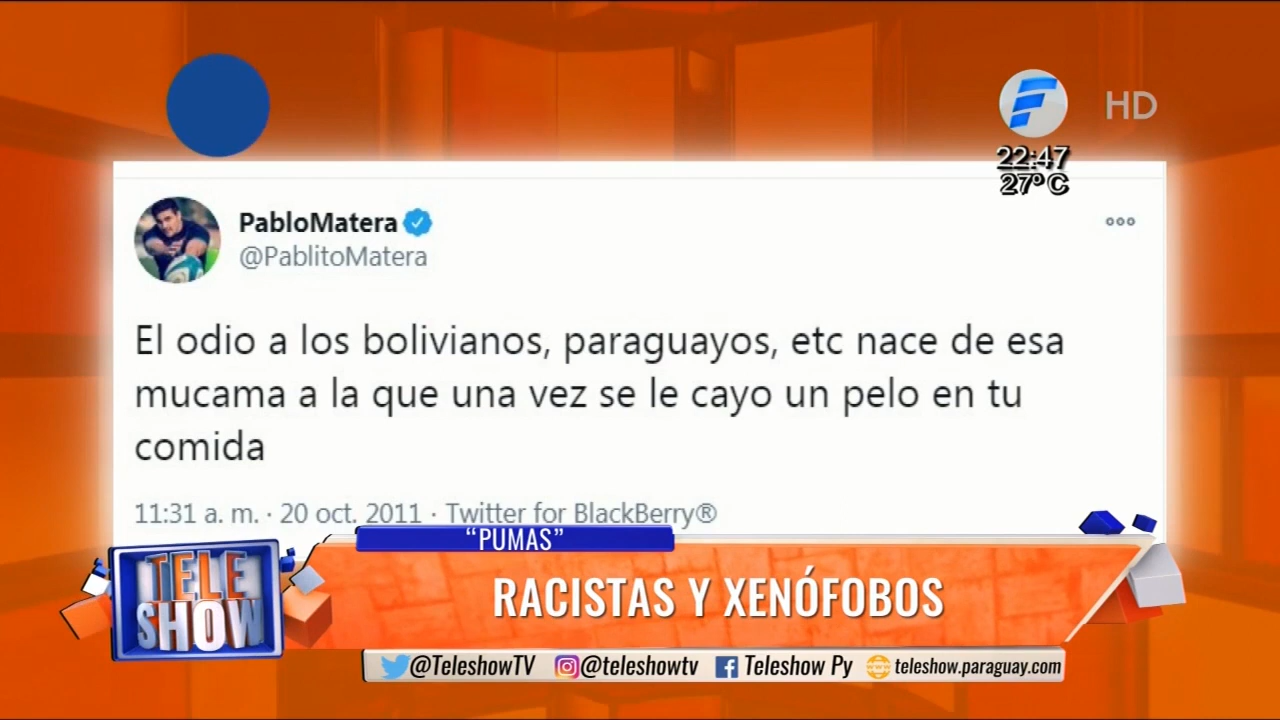 HD
22:47
27°C
PabloMatera
@PablitoMatera
El odio a los bolivianos, paraguayos, etc nace de esa
mucama a la que una vez se le cayo un pelo en tu
comida
11:31 a. m. · 20 oct. 2011 · Twitter for BlackBerry®
“PUMAS”
TELE
SHOW
RACISTAS Y XENÓFOBOS
@TeleshowTV @teleshowtv Teleshow Py teleshow.paraguay.com